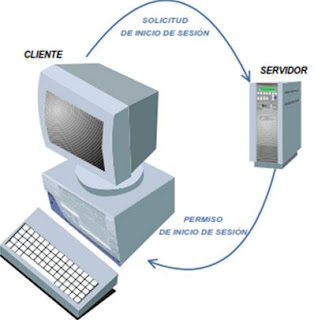 SOLICITUD
DE INICIO DE SESIÓN
CLIENTE
SERVIDOR
PERMISO
DE INICIO DE SESIÓN